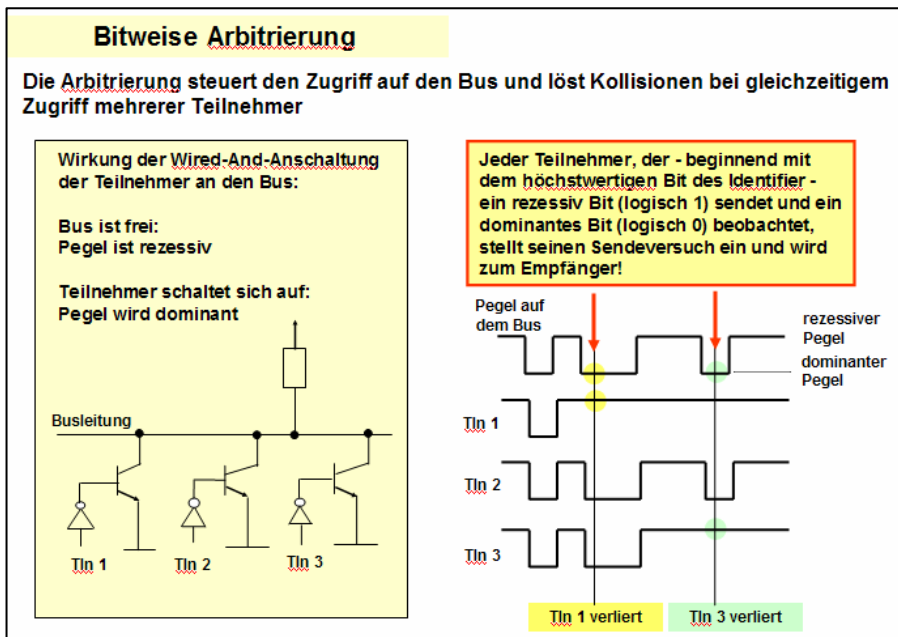 Bitweise Arbitrierung
Die Arbitrierung steuert den Zugriff auf den Bus und löst Kollisionen bei gleichzeitigem
Zugriff mehrerer Teilnehmer
Wirkung der Wired-And-Anschaltung
der Teilnehmer an den Bus:
Bus ist frei:
Pegel ist rezessiv
Teilnehmer schaltet sich auf:
Pegel wird dominant
Busleitung
Tln 1
Tln 2
Tln 3
Jeder Teilnehmer, der - beginnend mit
dem höchstwertigen Bit des Identifier -
ein rezessiv Bit (logisch 1) sendet und ein
dominantes Bit (logisch 0) beobachtet,
stellt seinen Sendeversuch ein und wird
zum Empfänger!
Pegel auf
dem Bus
rezessiver
Pegel
dominanter
Pegel
Tln 1
Tln 2
Tln 3
Tln 1 verliert
Tln 3 verliert